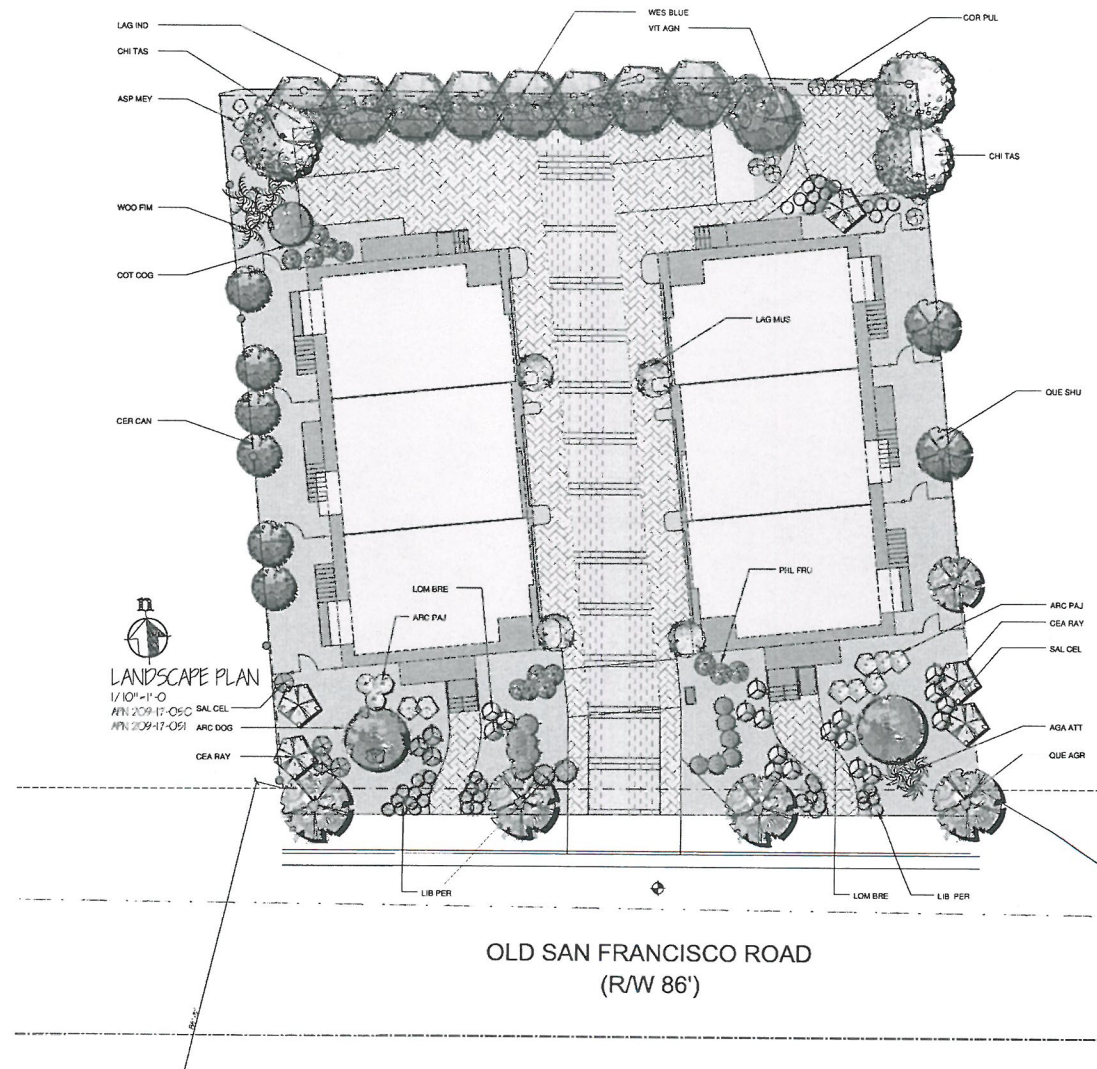 LAG IND
WES BLUE
VIT AGN
COR PUL
CHI TAS
ASP MEY
CHI TAS
WOO FIM
COT COG
LAG MUS
CER CAN
QUE SHU
PHL FRU
LOM BRE
ARC PAJ
n
ARC PAJ
CEA RAY
SAL CEL
LANDSCAPE PLAN
1/10"=1'-0
SAL CEL
APN 209-17-050
APN 209-17-051
ARC DOG
CEA RAY
AGA ATT
QUE AGR
LIB PER
LOM BRE
LIB PER
OLD SAN FRANCISCO ROAD
(R/W 86')